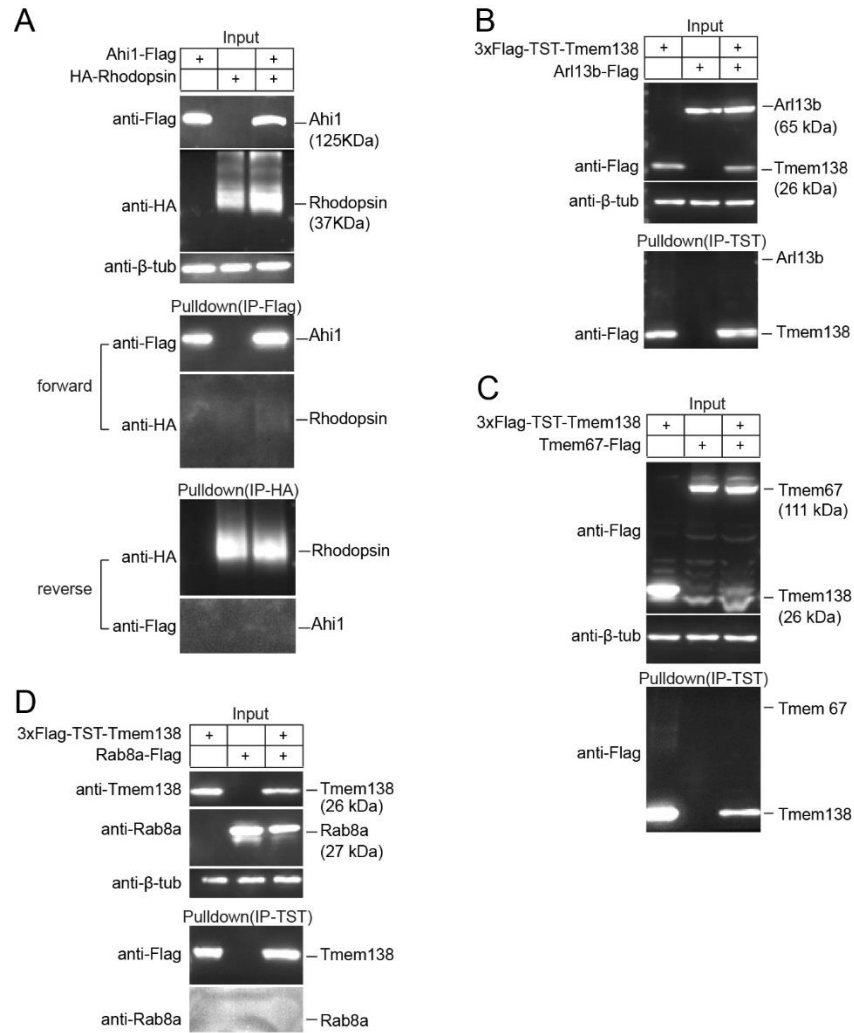 A
Input
Ahi1-Flag + +
HA-Rhodopsin + +
anti-Flag
Ahi1
(125KDa)
anti-HA
Rhodopsin
(37KDa)
anti-β-tub
Pulldown(IP-Flag)
forward
anti-Flag
Ahi1
anti-HA
Rhodopsin
Pulldown(IP-HA)
reverse
anti-HA
Rhodopsin
anti-Flag
Ahi1
B
Input
3xFlag-TST-Tmem138 + +
Arl13b-Flag + +
Arl13b
(65 kDa)
anti-Flag
Tmem138
(26 kDa)
anti-β-tub
Pulldown(IP-TST)
Arl13b
anti-Flag
Tmem138
C
Input
3xFlag-TST-Tmem138 + +
Tmem67-Flag + +
Tmem67
(111 kDa)
anti-Flag
Tmem138
(26 kDa)
anti-β-tub
Pulldown(IP-TST)
Tmem 67
anti-Flag
Tmem138
D
Input
3xFlag-TST-Tmem138 + +
Rab8a-Flag + +
anti-Tmem138
Tmem138
(26 kDa)
anti-Rab8a
Rab8a
(27 kDa)
anti-β-tub
Pulldown(IP-TST)
anti-Flag
Tmem138
anti-Rab8a
Rab8a